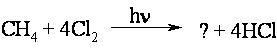 CH₄ + 4Cl₂ hν → ? + 4HCl